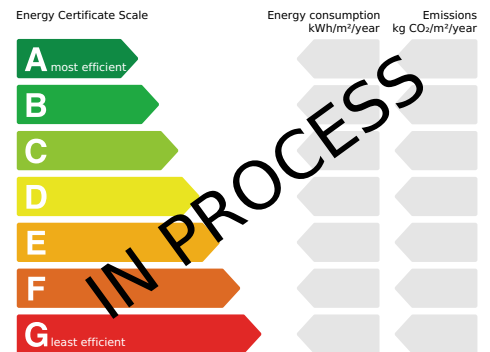 Energy Certificate Scale
Energy consumption
kWh/m²/year
Emissions
kg CO₂/m²/year
A most efficient
B
C
D
E
F
G least efficient
IN PROCESS